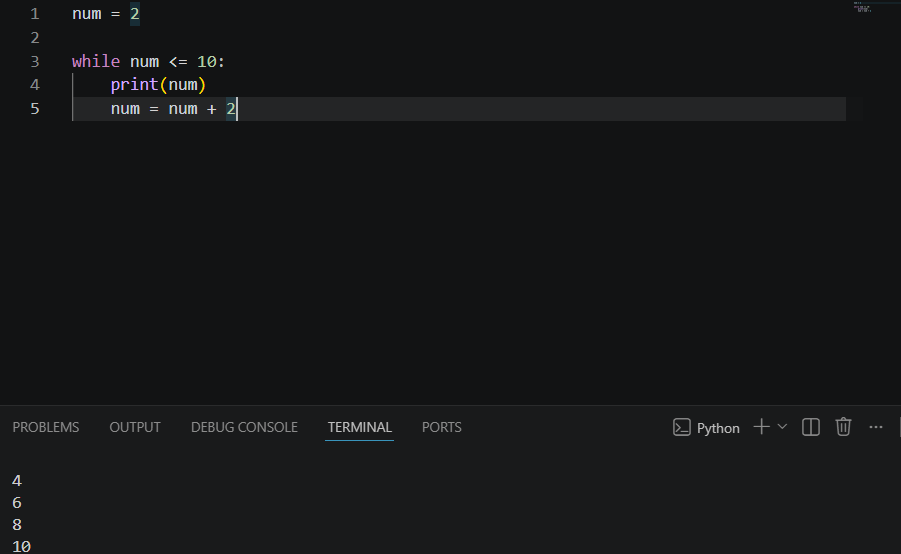 1 num = 2
2
3 while num <= 10:
4     print(num)
5     num = num + 2
PROBLEMS OUTPUT DEBUG CONSOLE TERMINAL PORTS Python
4
6
8
10